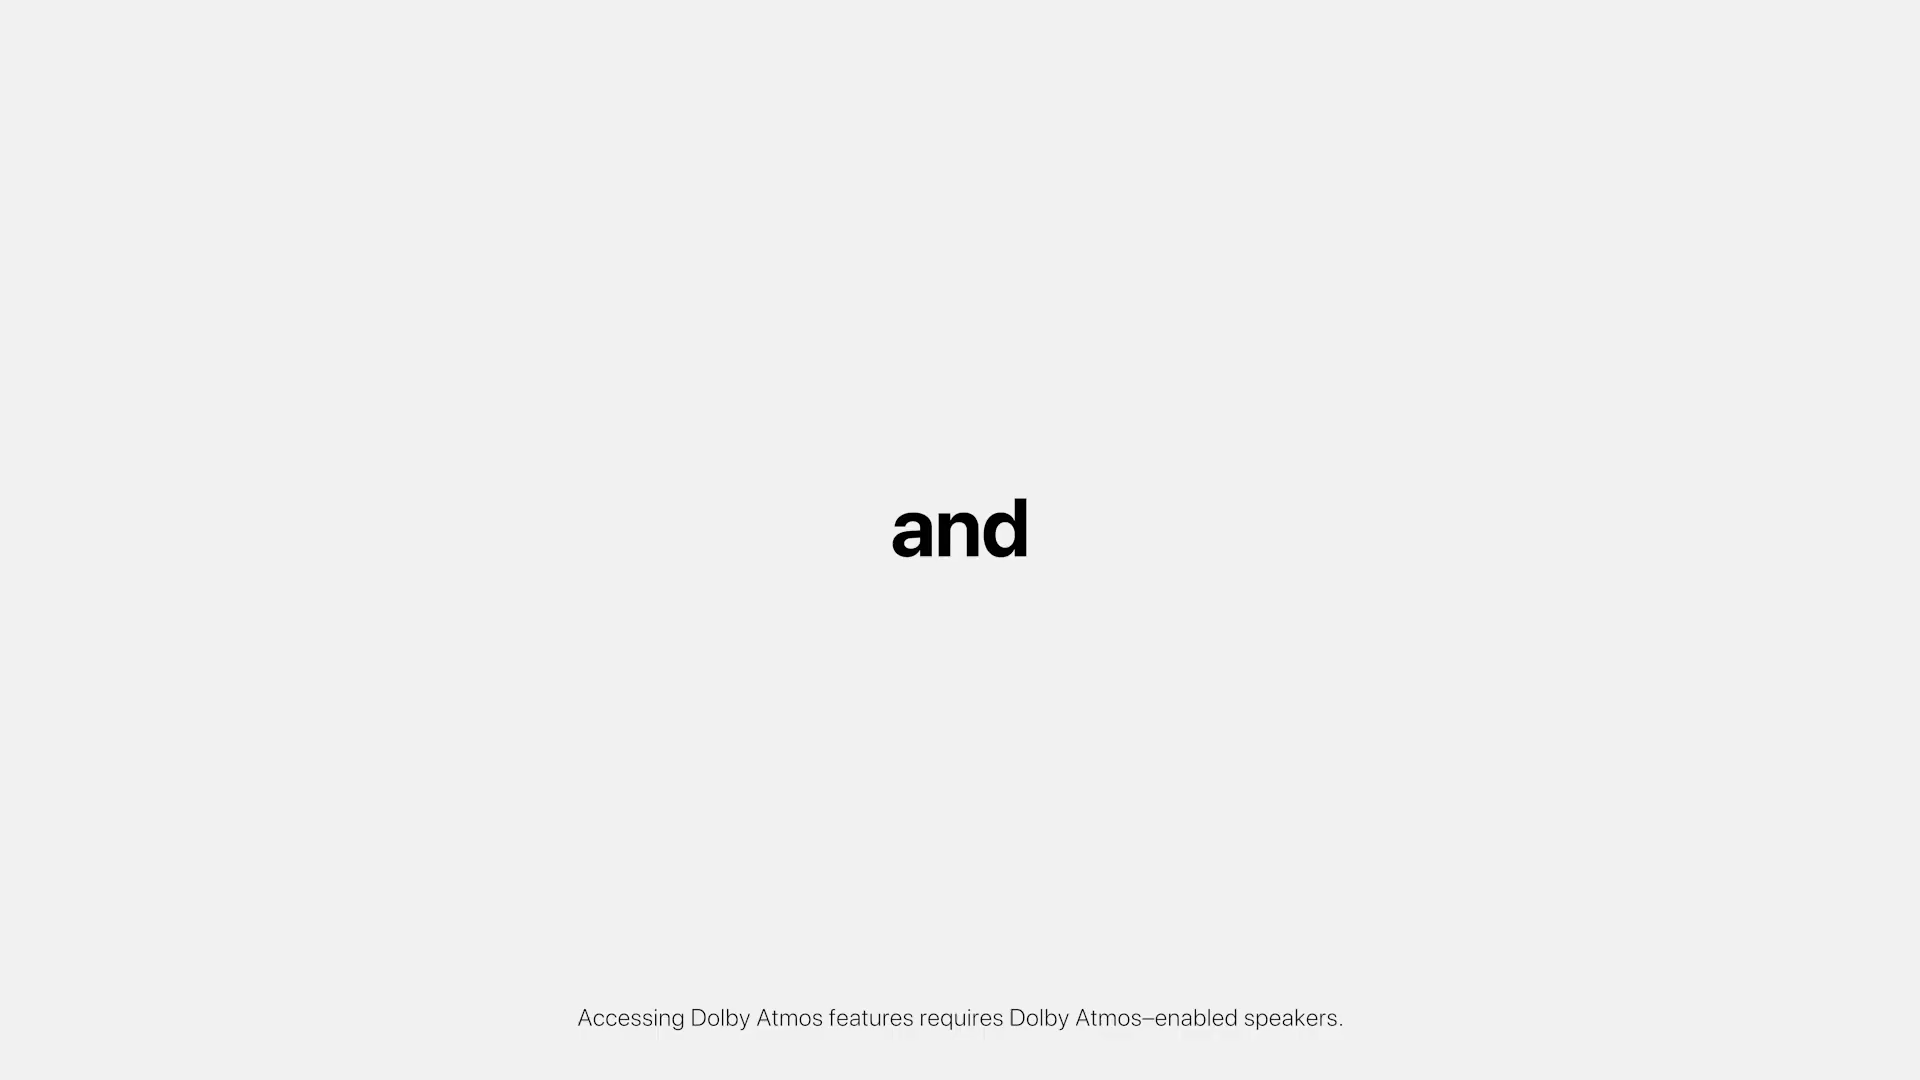 and
Accessing Dolby Atmos features requires Dolby Atmos–enabled speakers.